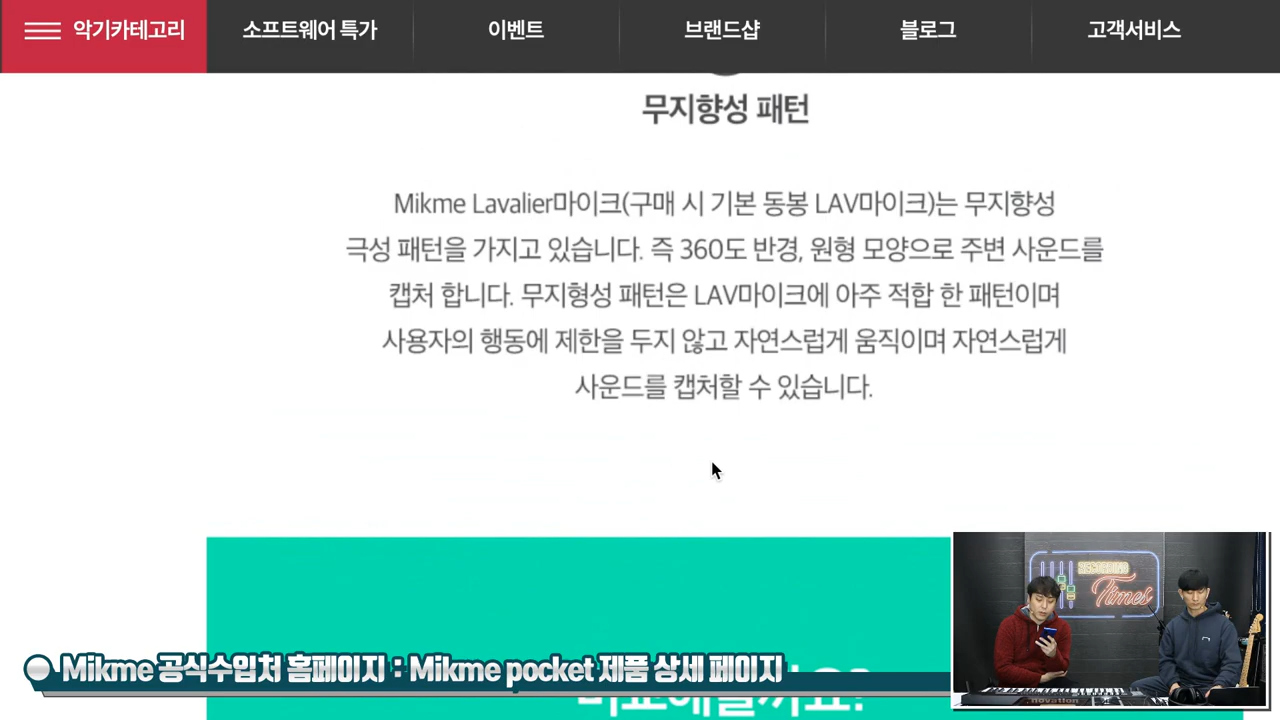 악기카테고리
소프트웨어 특가
이벤트
브랜드샵
블로그
고객서비스
무지향성 패턴
Mikme Lavalier마이크(구매 시 기본 동봉 LAV마이크)는 무지향성
극성 패턴을 가지고 있습니다. 즉 360도 반경, 원형 모양으로 주변 사운드를
캡처 합니다. 무지형성 패턴은 LAV마이크에 아주 적합 한 패턴이며
사용자의 행동에 제한을 두지 않고 자연스럽게 움직이며 자연스럽게
사운드를 캡처할 수 있습니다.
Times
novation
Mikme 공식수입처 홈페이지 : Mikme pocket 제품 상세 페이지